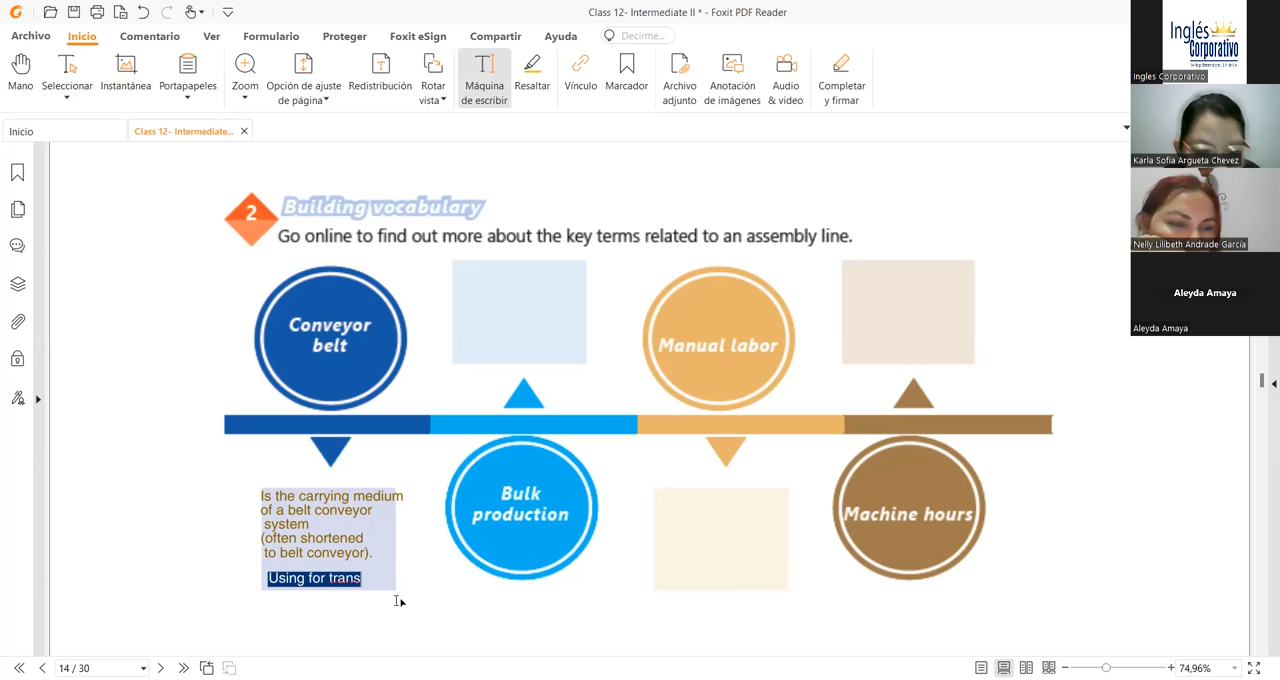 Class 12- Intermediate II * - Foxit PDF Reader
Archivo Inicio Comentario Ver Formulario Proteger Foxit eSign Compartir Ayuda Decirme...
Mano Seleccionar Instantánea Portapapeles Zoom Opción de ajuste de página Redistribución Rotar vista Máquina de escribir Resaltar Vínculo Marcador Archivo adjunto Anotación de imágenes Audio & video Completar y firmar
Inicio Class 12- Intermediate...
2 Building vocabulary
Go online to find out more about the key terms related to an assembly line.
Conveyor
belt
Manual labor
Is the carrying medium
of a belt conveyor
system
(often shortened
to belt conveyor).
Using for trans
Bulk
production
Machine hours
14 / 30
74,96%
Inglés
Corporativo
Ingles Corporativo
Karla Sofia Argueta Chevez
Nelly Lilibeth Andrade García
Aleyda Amaya
Aleyda Amaya